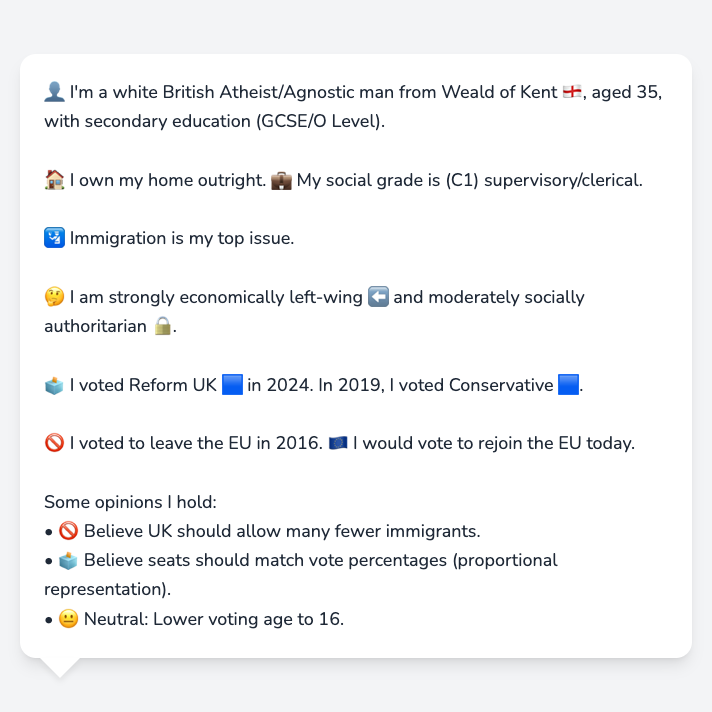 👤 I'm a white British Atheist/Agnostic man from Weald of Kent 🏴󠁧󠁢󠁥󠁮󠁧󠁿, aged 35,
with secondary education (GCSE/O Level).
🏠 I own my home outright. 💼 My social grade is (C1) supervisory/clerical.
🛂 Immigration is my top issue.
🤔 I am strongly economically left-wing ⬅️ and moderately socially
authoritarian 🔒.
🗳️ I voted Reform UK 🟦 in 2024. In 2019, I voted Conservative 🟦.
🚫 I voted to leave the EU in 2016. 🇪🇺 I would vote to rejoin the EU today.
Some opinions I hold:
• 🚫 Believe UK should allow many fewer immigrants.
• 🗳️ Believe seats should match vote percentages (proportional
representation).
• 😐 Neutral: Lower voting age to 16.